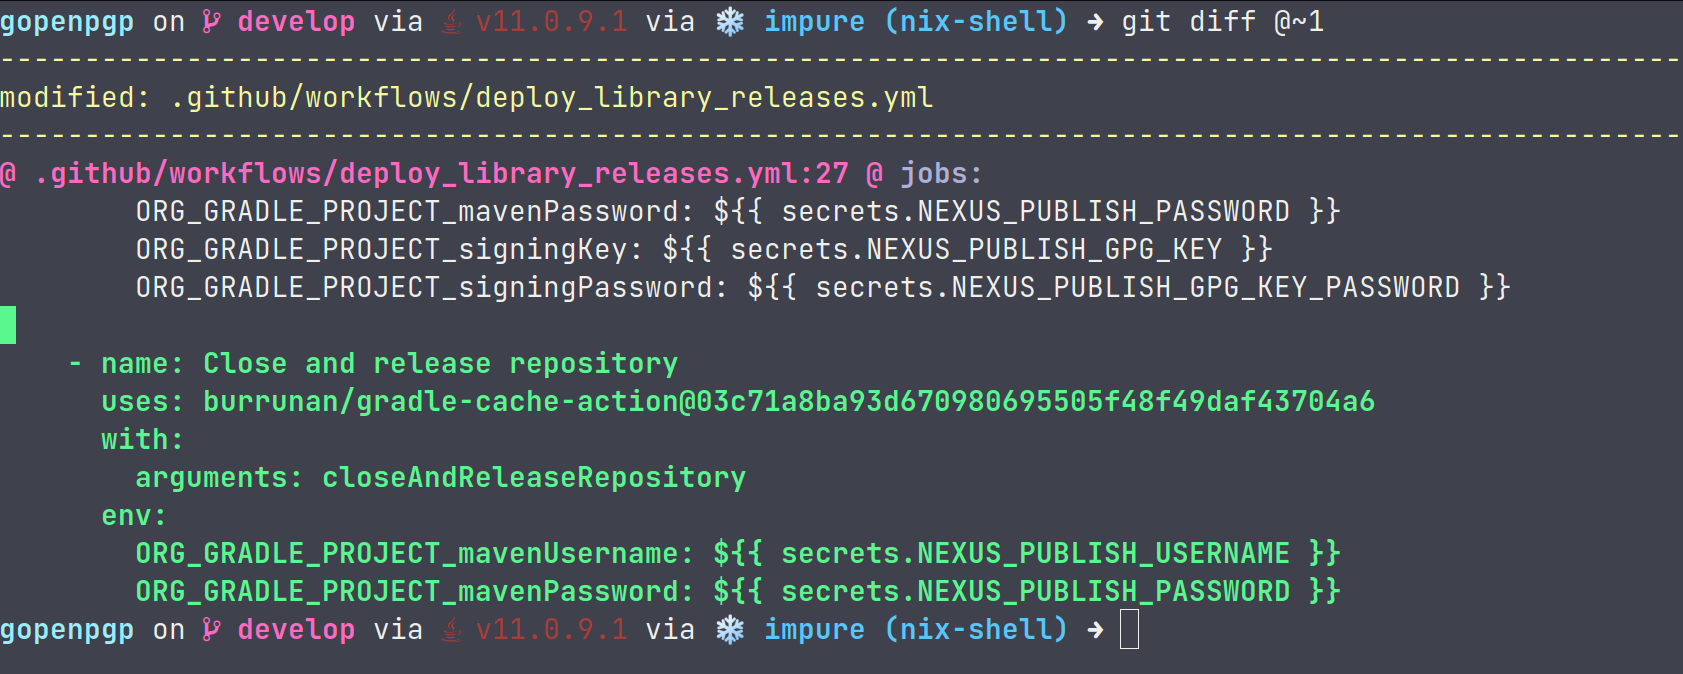 gopenpgp on develop via v11.0.9.1 via ❄️ impure (nix-shell) → git diff @~1
---------------------------------------------------------------------------------------------------
modified: .github/workflows/deploy_library_releases.yml
---------------------------------------------------------------------------------------------------
@ .github/workflows/deploy_library_releases.yml:27 @ jobs:
        ORG_GRADLE_PROJECT_mavenPassword: ${{ secrets.NEXUS_PUBLISH_PASSWORD }}
        ORG_GRADLE_PROJECT_signingKey: ${{ secrets.NEXUS_PUBLISH_GPG_KEY }}
        ORG_GRADLE_PROJECT_signingPassword: ${{ secrets.NEXUS_PUBLISH_GPG_KEY_PASSWORD }}
    - name: Close and release repository
      uses: burrunan/gradle-cache-action@03c71a8ba93d670980695505f48f49daf43704a6
      with:
        arguments: closeAndReleaseRepository
      env:
        ORG_GRADLE_PROJECT_mavenUsername: ${{ secrets.NEXUS_PUBLISH_USERNAME }}
        ORG_GRADLE_PROJECT_mavenPassword: ${{ secrets.NEXUS_PUBLISH_PASSWORD }}
gopenpgp on develop via v11.0.9.1 via ❄️ impure (nix-shell) →